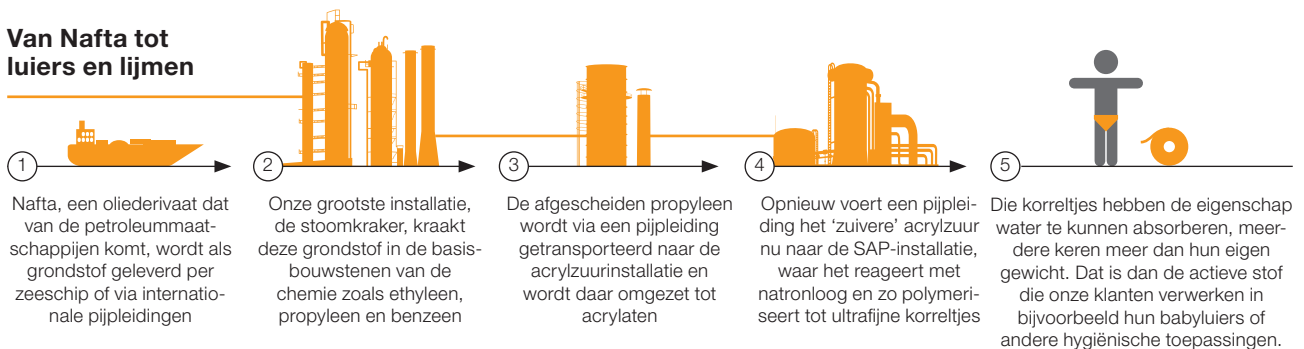 Van Nafta tot
luiers en lijmen
1
Nafta, een oliederivaat dat
van de petroleummaat-
schappijen komt, wordt als
grondstof geleverd per
zeeschip of via internatio-
nale pijpleidingen
2
Onze grootste installatie,
de stoomkraker, kraakt
deze grondstof in de basis-
bouwstenen van de
chemie zoals ethyleen,
propyleen en benzeen
3
De afgescheiden propyleen
wordt via een pijpleiding
getransporteerd naar de
acrylzuurinstallatie en
wordt daar omgezet tot
acrylaten
4
Opnieuw voert een pijplei-
ding het ‘zuivere’ acrylzuur
nu naar de SAP-installatie,
waar het reageert met
natronloog en zo polymeri-
seert tot ultrafijne korreltjes
5
Die korreltjes hebben de eigenschap
water te kunnen absorberen, meer-
dere keren meer dan hun eigen
gewicht. Dat is dan de actieve stof
die onze klanten verwerken in
bijvoorbeeld hun babyluiers of
andere hygiënische toepassingen.